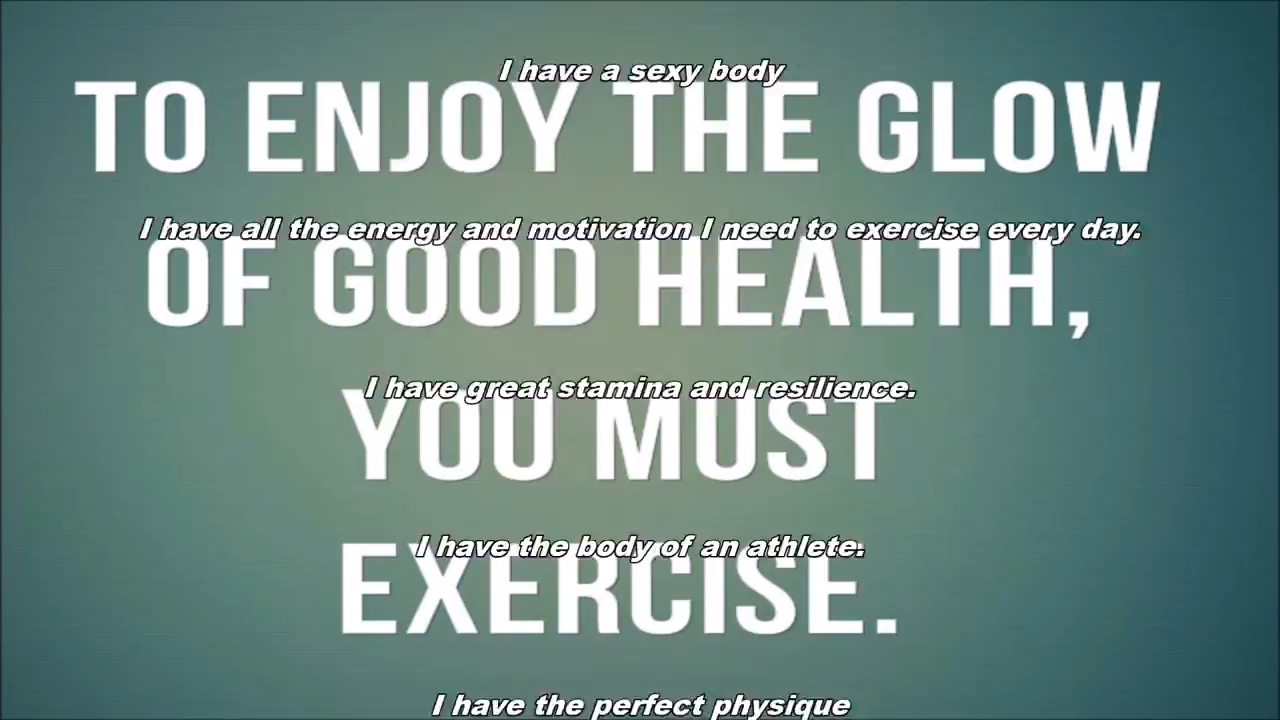 I have a sexy body
TO ENJOY THE GLOW
I have all the energy and motivation I need to exercise every day.
OF GOOD HEALTH,
I have great stamina and resilience.
YOU MUST
I have the body of an athlete.
EXERCISE.
I have the perfect physique